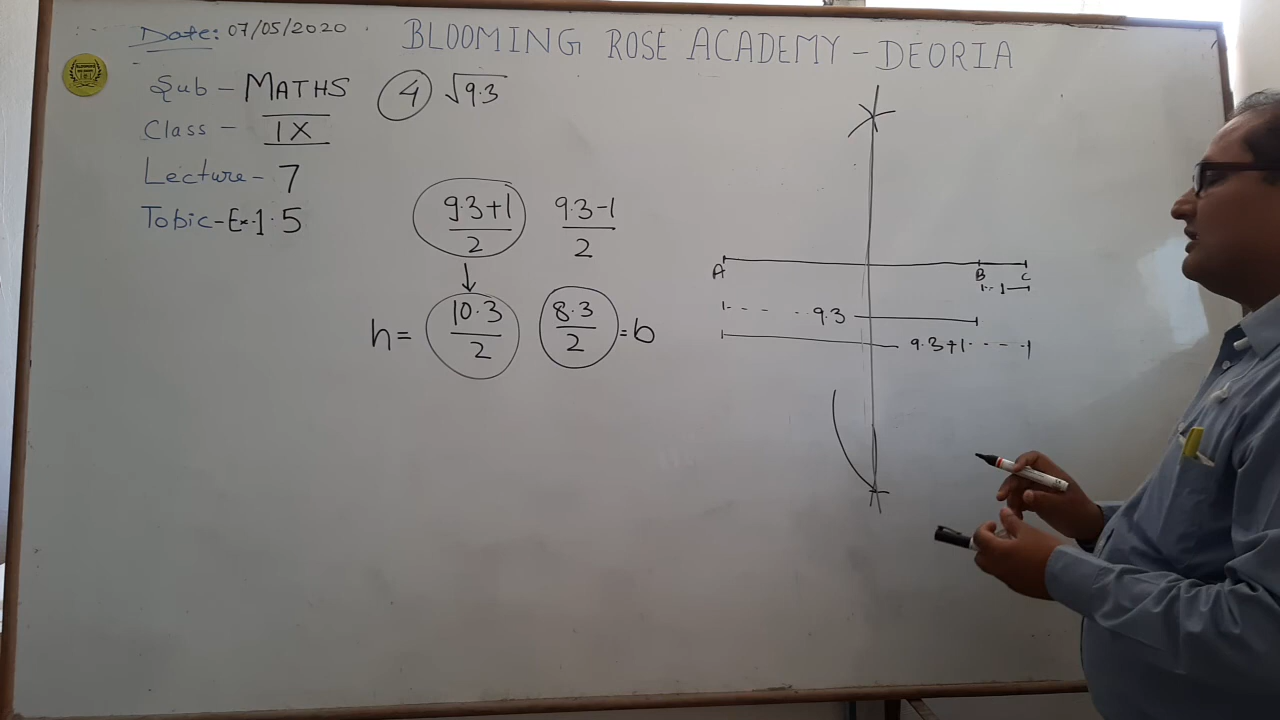 Date: 07/05/2020
BLOOMING ROSE ACADEMY - DEORIA
Sub - MATHS
4 √9.3
Class - IX
Lecture - 7
Tobic - Ex-1.5
9.3+1/2 9.3-1/2
h= 10.3/2 8.3/2 =b
A B C
1
9.3
9.3+1